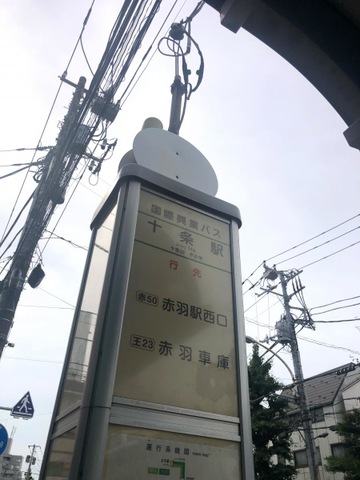 国際興業バス
十条駅
行先
赤50 赤羽駅西口
王23 赤羽車庫
運行系統図